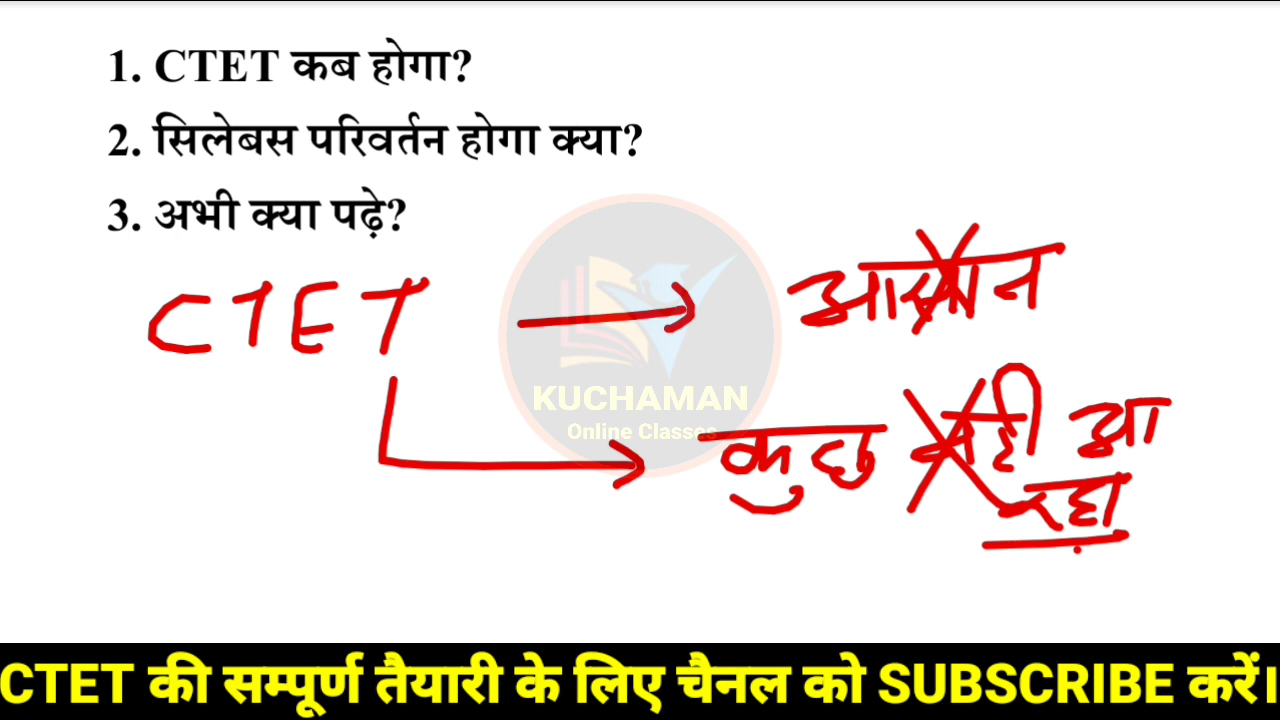 1. CTET कब होगा?
2. सिलेबस परिवर्तन होगा क्या?
3. अभी क्या पढ़े?
CTET → आसान
KUCHAMAN
Online Classes
कुछ नही आ
रहा
CTET की सम्पूर्ण तैयारी के लिए चैनल को SUBSCRIBE करें।